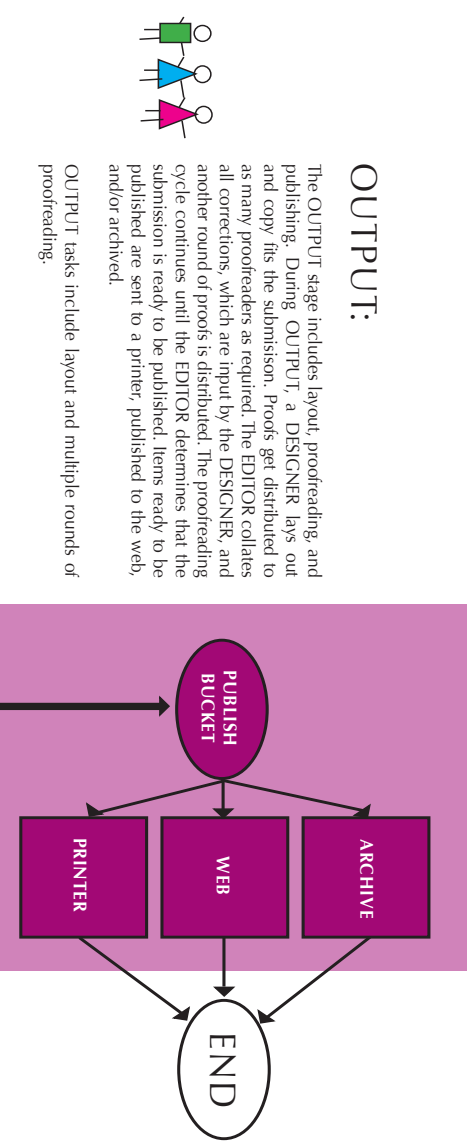 OUTPUT:
The OUTPUT stage includes layout, proofreading, and
publishing. During OUTPUT, a DESIGNER lays out
and copy fits the submisison. Proofs get distributed to
as many proofreaders as required. The EDITOR collates
all corrections, which are input by the DESIGNER, and
another round of proofs is distributed. The proofreading
cycle continues until the EDITOR determines that the
submission is ready to be published. Items ready to be
published are sent to a printer, published to the web,
and/or archived.
OUTPUT tasks include layout and multiple rounds of
proofreading.
PUBLISH
BUCKET
ARCHIVE
WEB
PRINTER
END